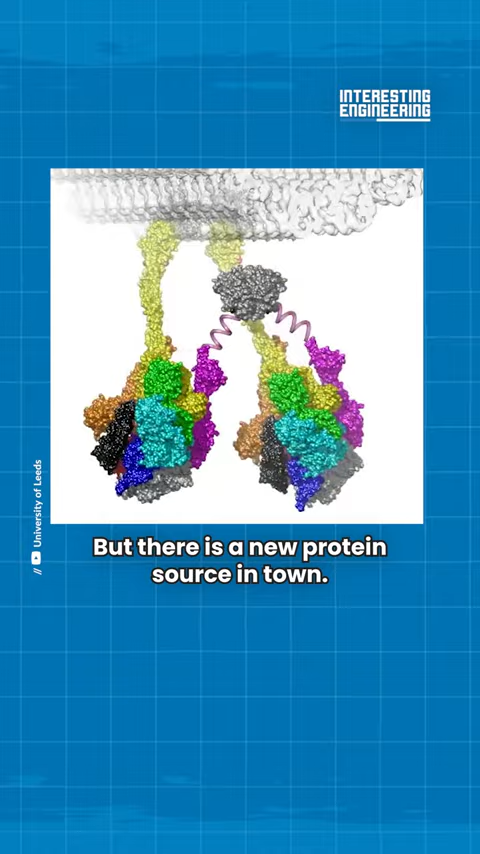 INTERESTING
ENGINEERING
// University of Leeds
But there is a new protein
source in town.